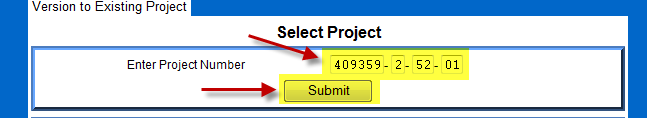 Version to Existing Project
Select Project
Enter Project Number 409359-2-52-01
Submit